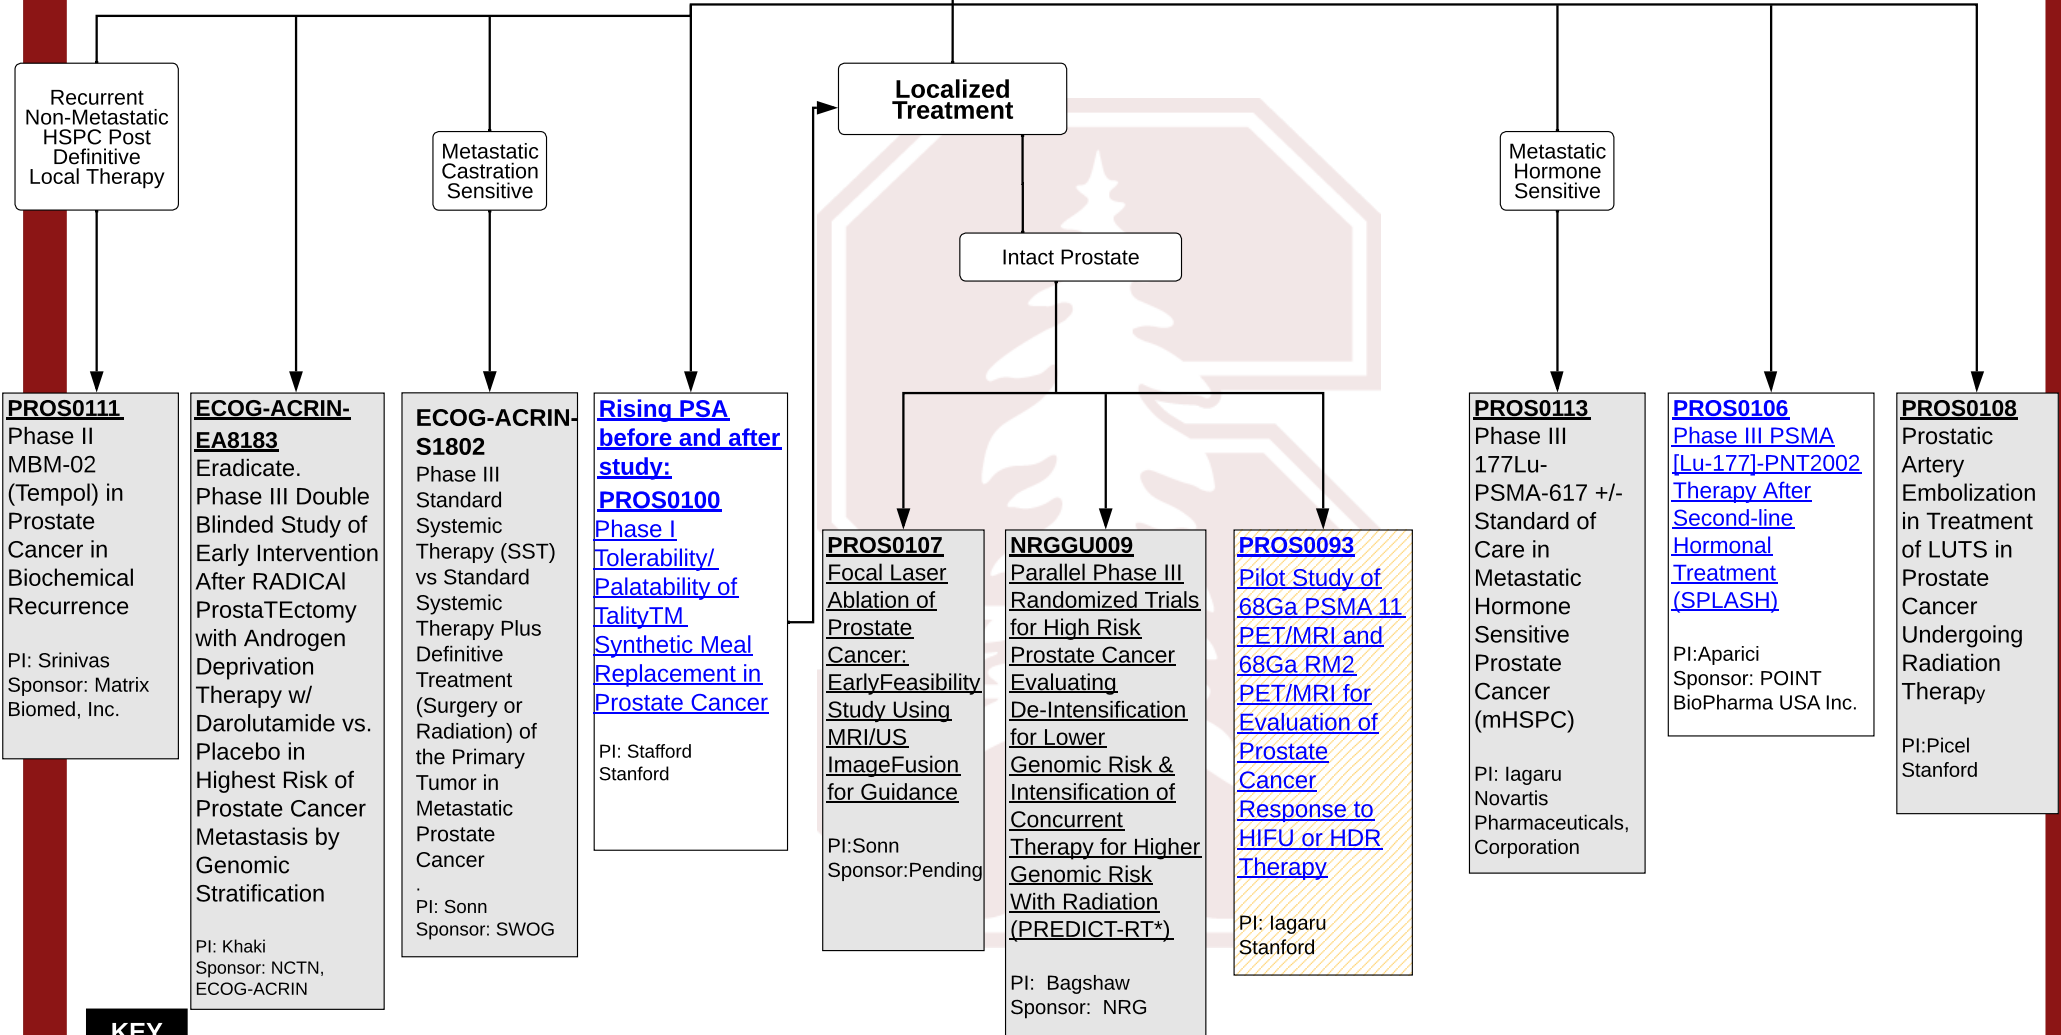 Recurrent
Non-Metastatic
HSPC Post
Definitive
Local Therapy
Metastatic
Castration
Sensitive
Localized
Treatment
Intact Prostate
Metastatic
Hormone
Sensitive
PROS0111
Phase II
MBM-02
(Tempol) in
Prostate
Cancer in
Biochemical
Recurrence
PI: Srinivas
Sponsor: Matrix
Biomed, Inc.
ECOG-ACRIN-
EA8183
Eradicate.
Phase III Double
Blinded Study of
Early Intervention
After RADICAl
ProstaTEctomy
with Androgen
Deprivation
Therapy w/
Darolutamide vs.
Placebo in
Highest Risk of
Prostate Cancer
Metastasis by
Genomic
Stratification
PI: Khaki
Sponsor: NCTN,
ECOG-ACRIN
ECOG-ACRIN-
S1802
Phase III
Standard
Systemic
Therapy (SST)
vs Standard
Systemic
Therapy Plus
Definitive
Treatment
(Surgery or
Radiation) of
the Primary
Tumor in
Metastatic
Prostate
Cancer
.
PI: Sonn
Sponsor: SWOG
Rising PSA
before and after
study:
PROS0100
Phase I
Tolerability/
Palatability of
TalityTM
Synthetic Meal
Replacement in
Prostate Cancer
PI: Stafford
Stanford
PROS0107
Focal Laser
Ablation of
Prostate
Cancer:
EarlyFeasibility
Study Using
MRI/US
ImageFusion
for Guidance
PI:Sonn
Sponsor:Pending
NRGGU009
Parallel Phase III
Randomized Trials
for High Risk
Prostate Cancer
Evaluating
De-Intensification
for Lower
Genomic Risk &
Intensification of
Concurrent
Therapy for Higher
Genomic Risk
With Radiation
(PREDICT-RT*)
PI: Bagshaw
Sponsor: NRG
PROS0093
Pilot Study of
68Ga PSMA 11
PET/MRI and
68Ga RM2
PET/MRI for
Evaluation of
Prostate
Cancer
Response to
HIFU or HDR
Therapy
PI: Iagaru
Stanford
PROS0113
Phase III
177Lu-
PSMA-617 +/-
Standard of
Care in
Metastatic
Hormone
Sensitive
Prostate
Cancer
(mHSPC)
PI: Iagaru
Novartis
Pharmaceuticals,
Corporation
PROS0106
Phase III PSMA
[Lu-177]-PNT2002
Therapy After
Second-line
Hormonal
Treatment
(SPLASH)
PI:Aparici
Sponsor: POINT
BioPharma USA Inc.
PROS0108
Prostatic
Artery
Embolization
in Treatment
of LUTS in
Prostate
Cancer
Undergoing
Radiation
Therapy
PI:Picel
Stanford
KEY